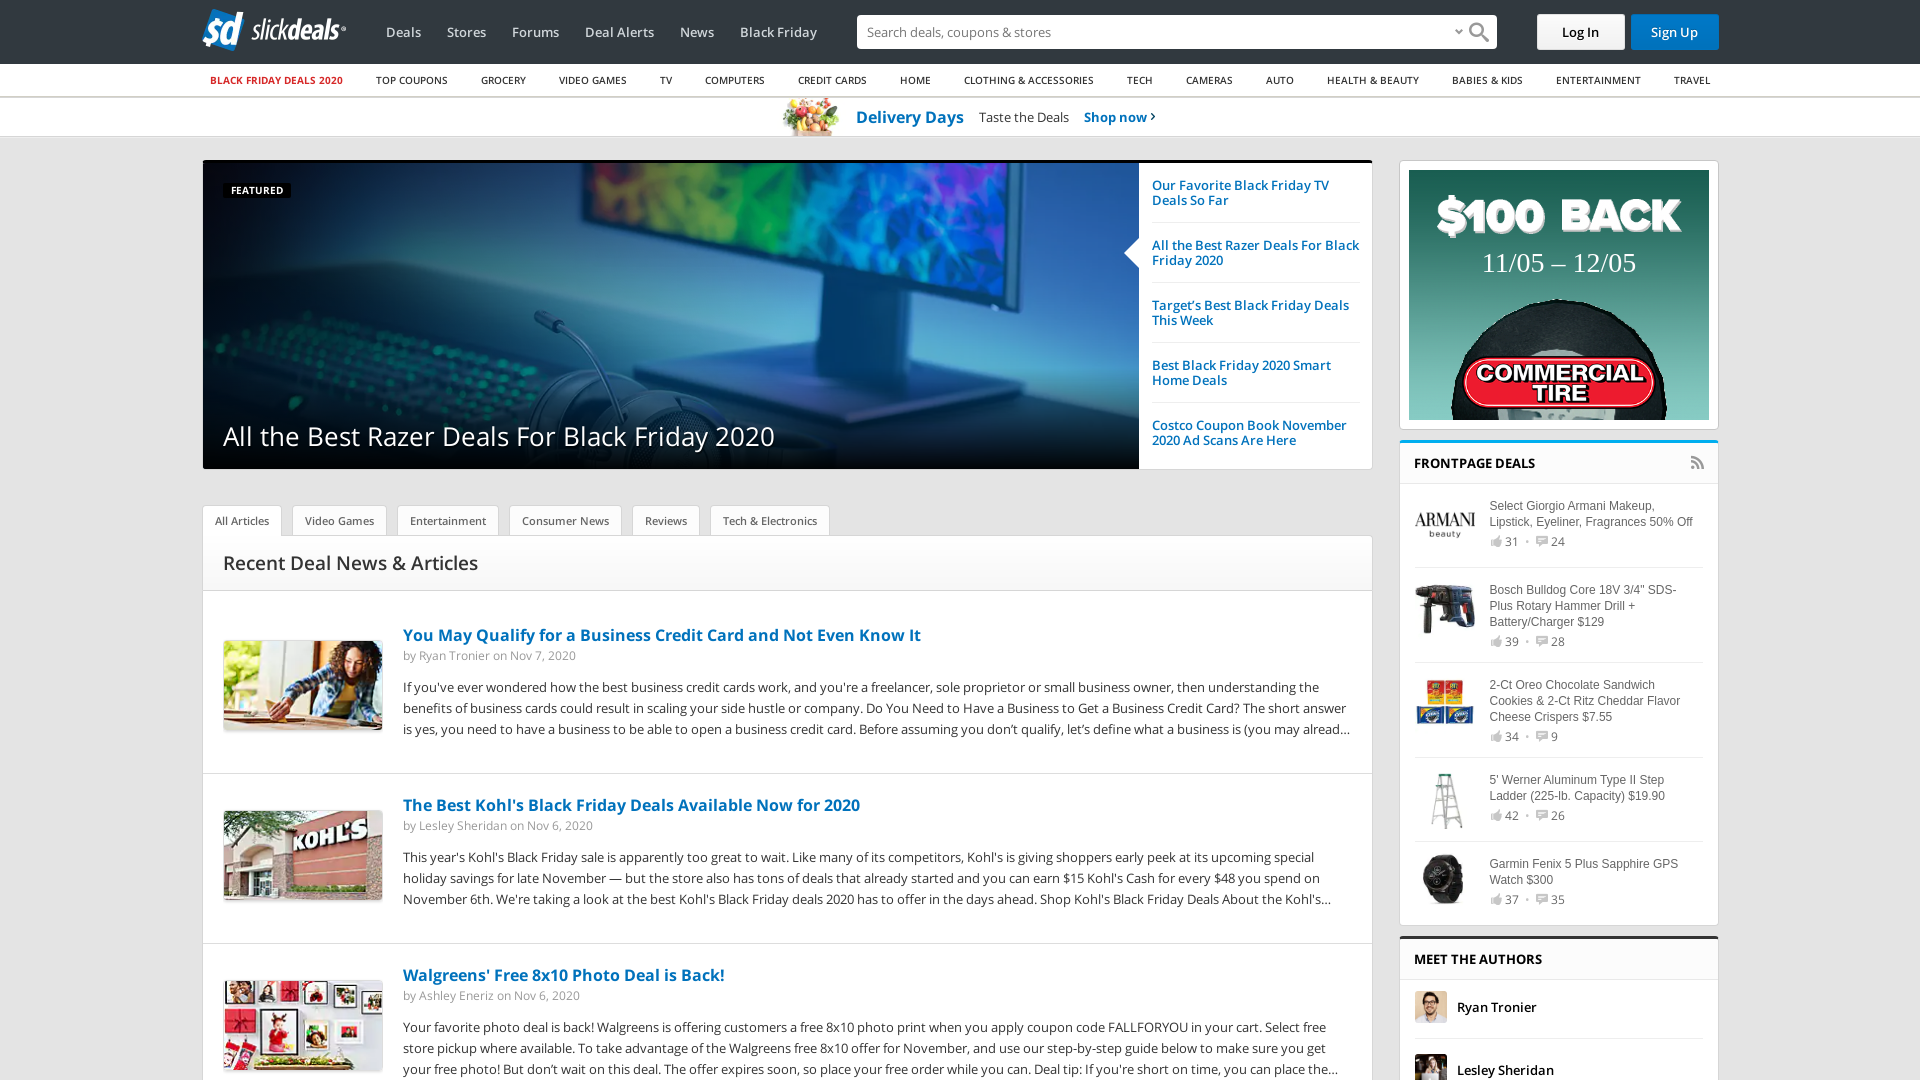 slickdeals
Deals
Stores
Forums
Deal Alerts
News
Black Friday
Search deals, coupons & stores
Log In
Sign Up
BLACK FRIDAY DEALS 2020
TOP COUPONS
GROCERY
VIDEO GAMES
TV
COMPUTERS
CREDIT CARDS
HOME
CLOTHING & ACCESSORIES
TECH
CAMERAS
AUTO
HEALTH & BEAUTY
BABIES & KIDS
ENTERTAINMENT
TRAVEL
Delivery Days Taste the Deals Shop now
FEATURED
All the Best Razer Deals For Black Friday 2020
Our Favorite Black Friday TV
Deals So Far
All the Best Razer Deals For Black
Friday 2020
Target’s Best Black Friday Deals
This Week
Best Black Friday 2020 Smart
Home Deals
Costco Coupon Book November
2020 Ad Scans Are Here
All Articles
Video Games
Entertainment
Consumer News
Reviews
Tech & Electronics
Recent Deal News & Articles
You May Qualify for a Business Credit Card and Not Even Know It
by Ryan Tronier on Nov 7, 2020
If you've ever wondered how the best business credit cards work, and you're a freelancer, sole proprietor or small business owner, then understanding the
benefits of business cards could result in scaling your side hustle or company. Do You Need to Have a Business to Get a Business Credit Card? The short answer
is yes, you need to have a business to be able to open a business credit card. Before assuming you don’t qualify, let’s define what a business is (you may alread…
KOHL'S
The Best Kohl's Black Friday Deals Available Now for 2020
by Lesley Sheridan on Nov 6, 2020
This year's Kohl's Black Friday sale is apparently too great to wait. Like many of its competitors, Kohl's is giving shoppers early peek at its upcoming special
holiday savings for late November — but the store also has tons of deals that already started and you can earn $15 Kohl's Cash for every $48 you spend on
November 6th. We're taking a look at the best Kohl's Black Friday deals 2020 has to offer in the days ahead. Shop Kohl's Black Friday Deals About the Kohl's…
Walgreens' Free 8x10 Photo Deal is Back!
by Ashley Eneriz on Nov 6, 2020
Your favorite photo deal is back! Walgreens is offering customers a free 8x10 photo print when you apply coupon code FALLFORYOU in your cart. Select free
store pickup where available. To take advantage of the Walgreens free 8x10 offer for November, and use our step-by-step guide below to make sure you get
your free photo! But don’t wait on this deal. The offer expires soon, so place your free order while you can. Deal tip: If you're short on time, you can place the…
$100 BACK
11/05 – 12/05
COMMERCIAL
TIRE
FRONTPAGE DEALS
ARMANI
beauty
Select Giorgio Armani Makeup,
Lipstick, Eyeliner, Fragrances 50% Off
31 • 24
Bosch Bulldog Core 18V 3/4" SDS-
Plus Rotary Hammer Drill +
Battery/Charger $129
39 • 28
2-Ct Oreo Chocolate Sandwich
Cookies & 2-Ct Ritz Cheddar Flavor
Cheese Crispers $7.55
34 • 9
5' Werner Aluminum Type II Step
Ladder (225-lb. Capacity) $19.90
42 • 26
Garmin Fenix 5 Plus Sapphire GPS
Watch $300
37 • 35
MEET THE AUTHORS
Ryan Tronier
Lesley Sheridan